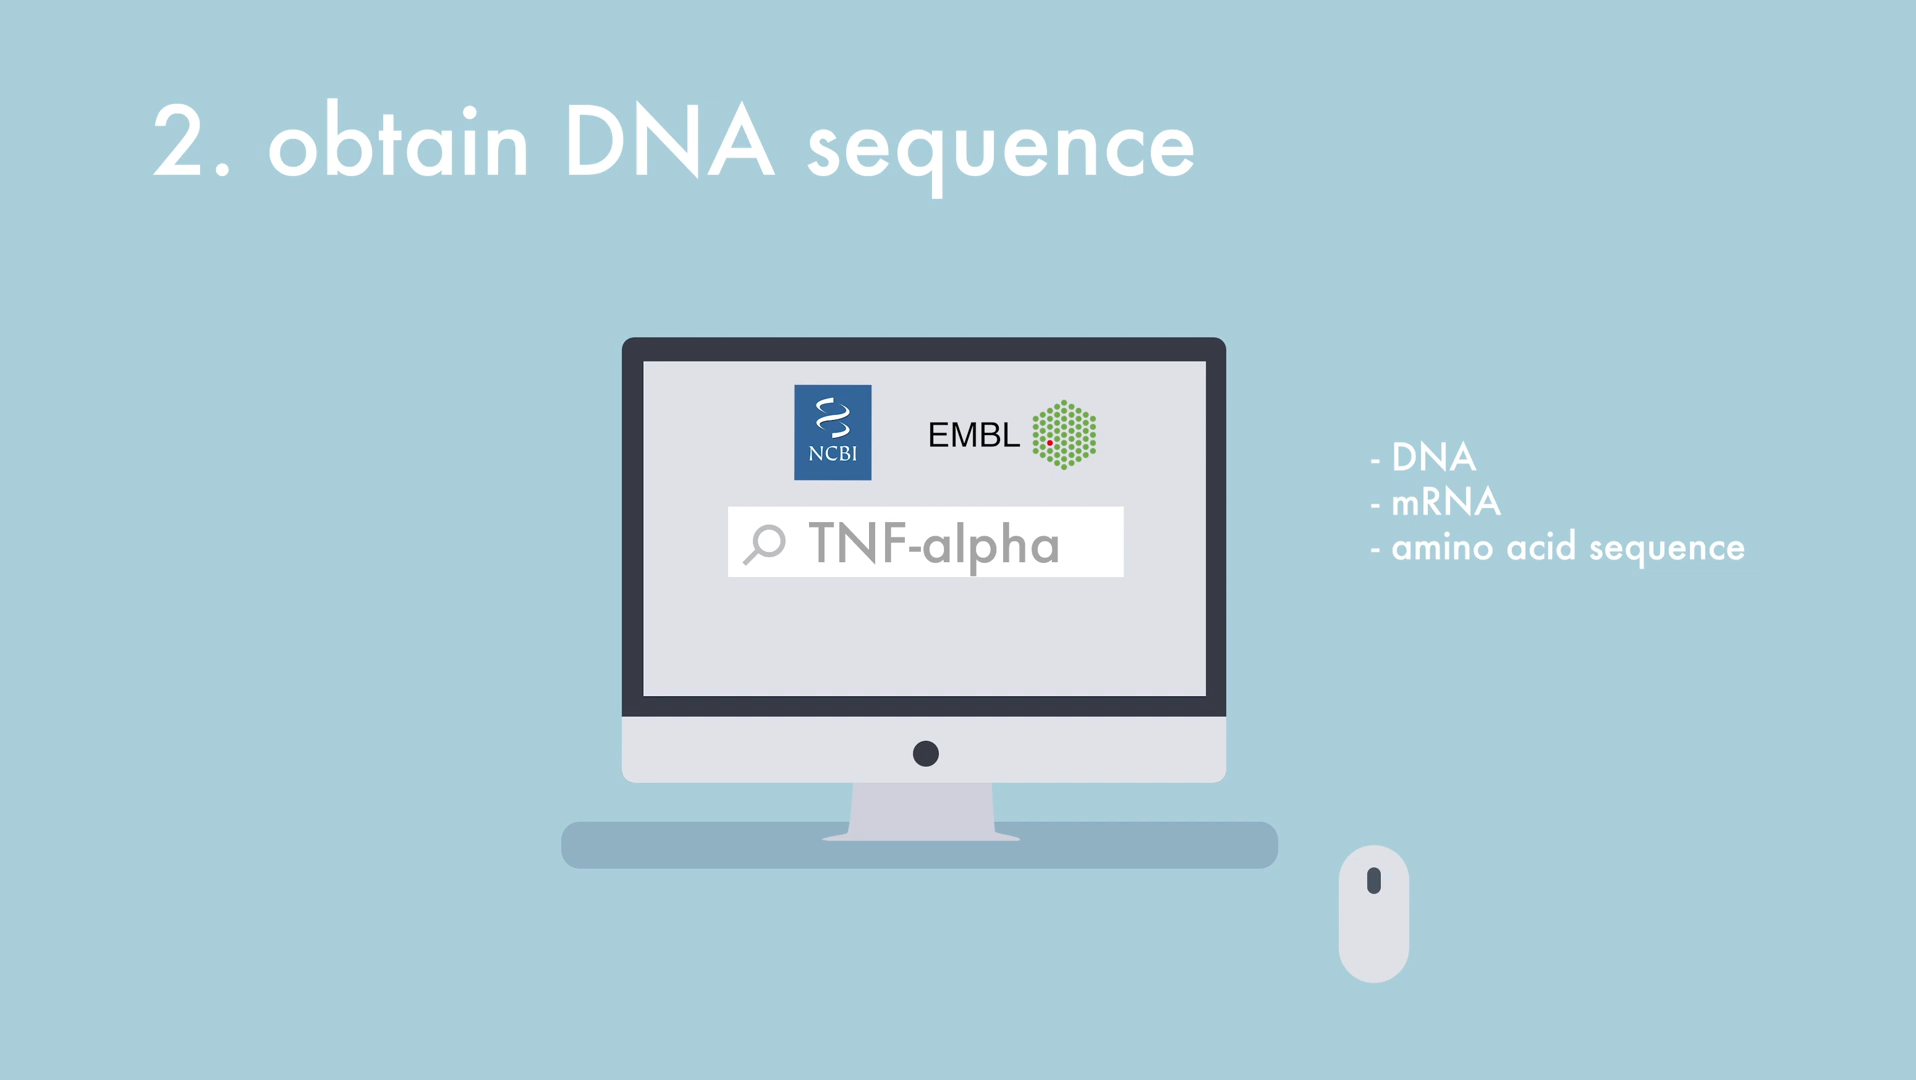 2. obtain DNA sequence
NCBI
EMBL
TNF-alpha
- DNA
- mRNA
- amino acid sequence